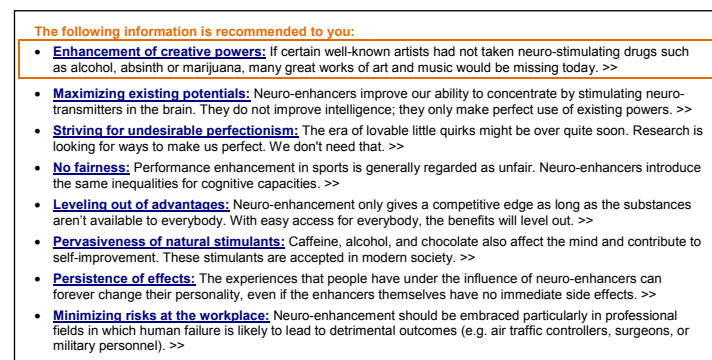 The following information is recommended to you:
• Enhancement of creative powers: If certain well-known artists had not taken neuro-stimulating drugs such
as alcohol, absinth or marijuana, many great works of art and music would be missing today. >>
• Maximizing existing potentials: Neuro-enhancers improve our ability to concentrate by stimulating neuro-
transmitters in the brain. They do not improve intelligence; they only make perfect use of existing powers. >>
• Striving for undesirable perfectionism: The era of lovable little quirks might be over quite soon. Research is
looking for ways to make us perfect. We don't need that. >>
• No fairness: Performance enhancement in sports is generally regarded as unfair. Neuro-enhancers introduce
the same inequalities for cognitive capacities. >>
• Leveling out of advantages: Neuro-enhancement only gives a competitive edge as long as the substances
aren't available to everybody. With easy access for everybody, the benefits will level out. >>
• Pervasiveness of natural stimulants: Caffeine, alcohol, and chocolate also affect the mind and contribute to
self-improvement. These stimulants are accepted in modern society. >>
• Persistence of effects: The experiences that people have under the influence of neuro-enhancers can
forever change their personality, even if the enhancers themselves have no immediate side effects. >>
• Minimizing risks at the workplace: Neuro-enhancement should be embraced particularly in professional
fields in which human failure is likely to lead to detrimental outcomes (e.g. air traffic controllers, surgeons, or
military personnel). >>